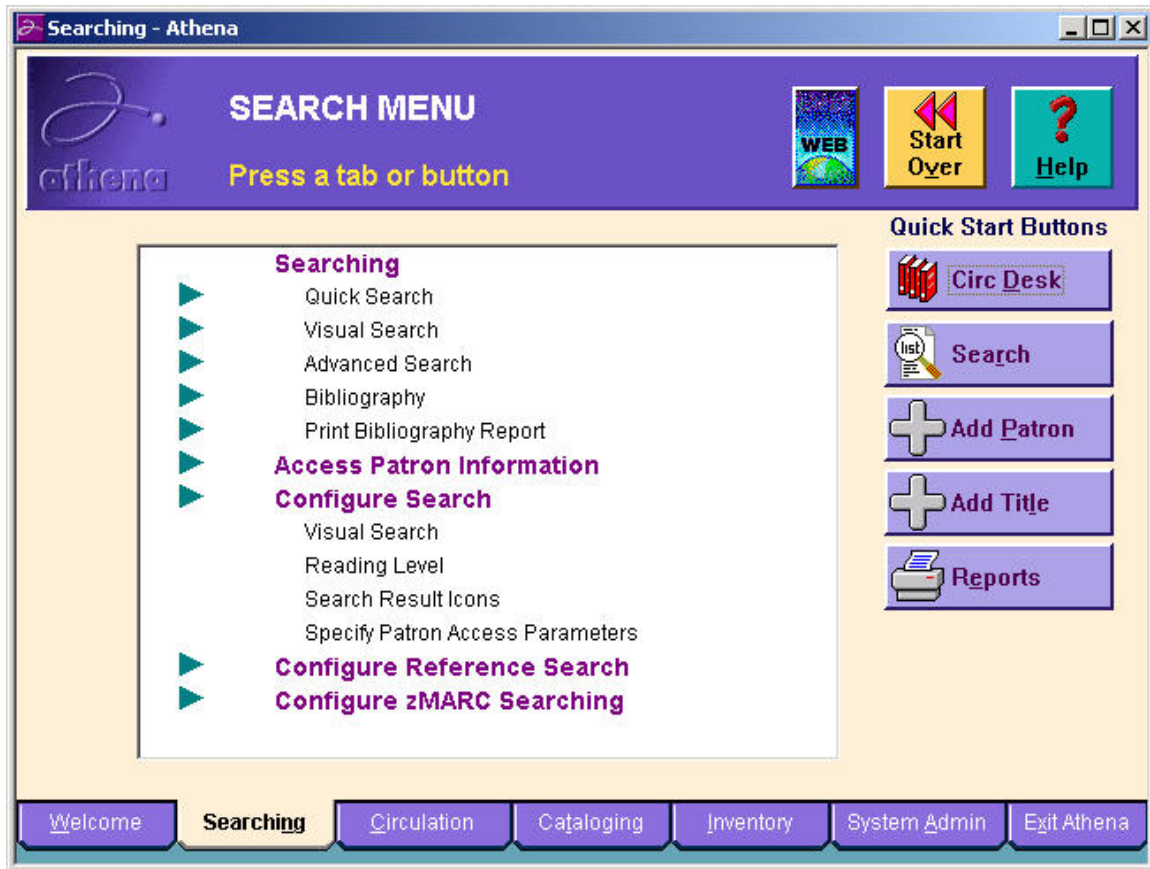 Searching - Athena
athena
SEARCH MENU
Press a tab or button
WEB
Start
Over
?
Help
Quick Start Buttons
Searching
Quick Search
Visual Search
Advanced Search
Bibliography
Print Bibliography Report
Access Patron Information
Configure Search
Visual Search
Reading Level
Search Result Icons
Specify Patron Access Parameters
Configure Reference Search
Configure zMARC Searching
Circ Desk
list
Search
Add Patron
Add Title
Reports
Welcome
Searching
Circulation
Cataloging
Inventory
System Admin
Exit Athena